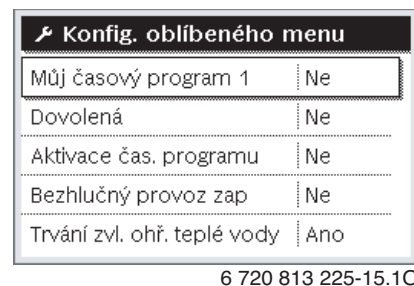 Konfig. oblíbeného menu
Můj časový program 1 Ne
Dovolená Ne
Aktivace čas. programu Ne
Bezhlučný provoz zap Ne
Trvání zvl. ohř. teplé vody Ano
6 720 813 225-15.1O